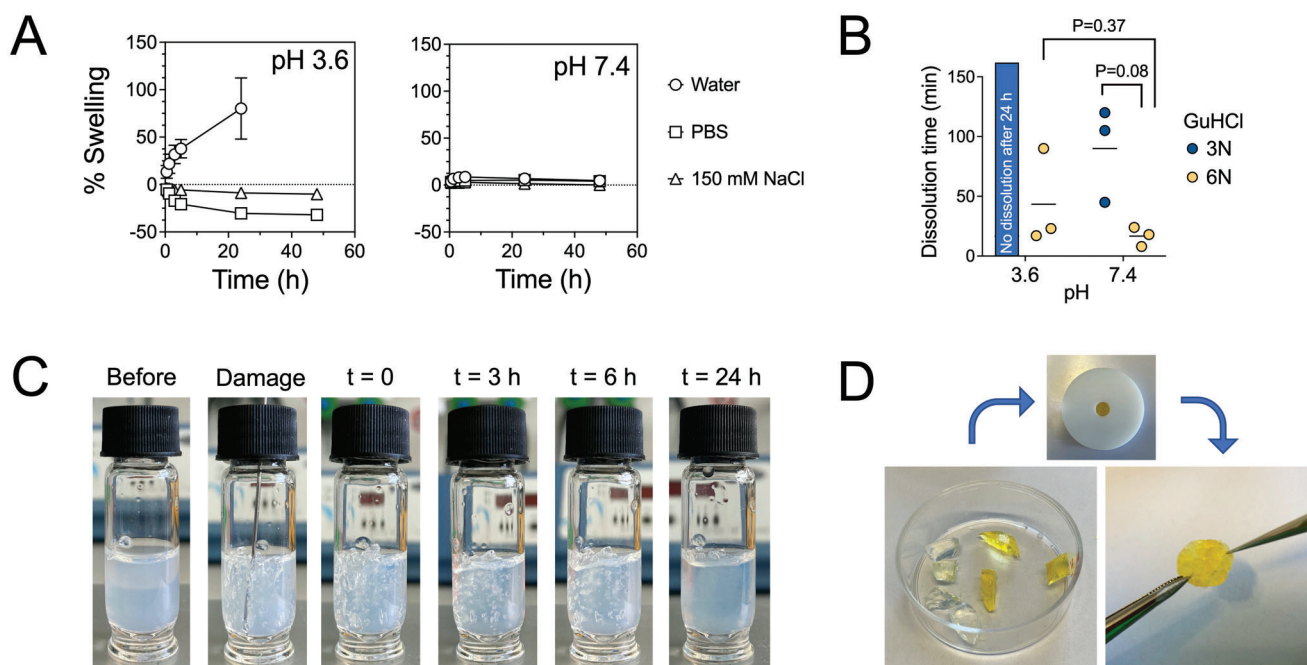 A
pH 3.6
pH 7.4
100
50
0
-50
% Swelling
0 20 40 60
Time (h)
100
50
0
-50
0 20 40 60
Time (h)
Water
PBS
150 mM NaCl
B
P=0.37
P=0.08
150
100
50
0
Dissolution time (min)
No dissolution after 24 h
3.6 7.4
pH
GuHCl
3N
6N
C
Before Damage t = 0 t = 3 h t = 6 h t = 24 h
D